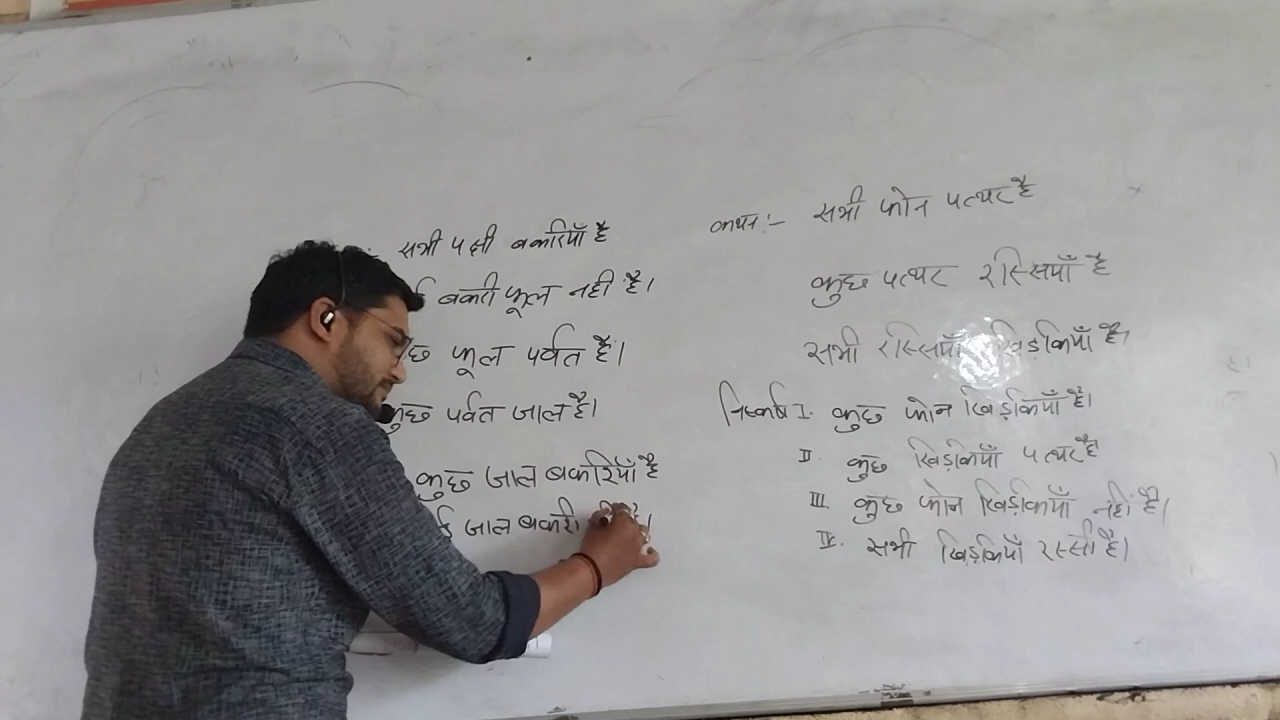 सभी पक्षी बकरियाँ है
बकरी फूल नहीं है।
फूल पर्वत है।
कुछ पर्वत जाल है।
कुछ जाल बकरियाँ है
जाल बकरी
कथन:- सभी फोन पत्थर है
कुछ पत्थर रस्सियाँ है
सभी रस्सियाँ खिड़कियाँ है।
निष्कर्ष I. कुछ फोन खिड़कियाँ है।
II. कुछ खिड़कियाँ पत्थर है
III. कुछ फोन खिड़कियाँ नहीं है।
IV. सभी खिड़कियाँ रस्सी है।